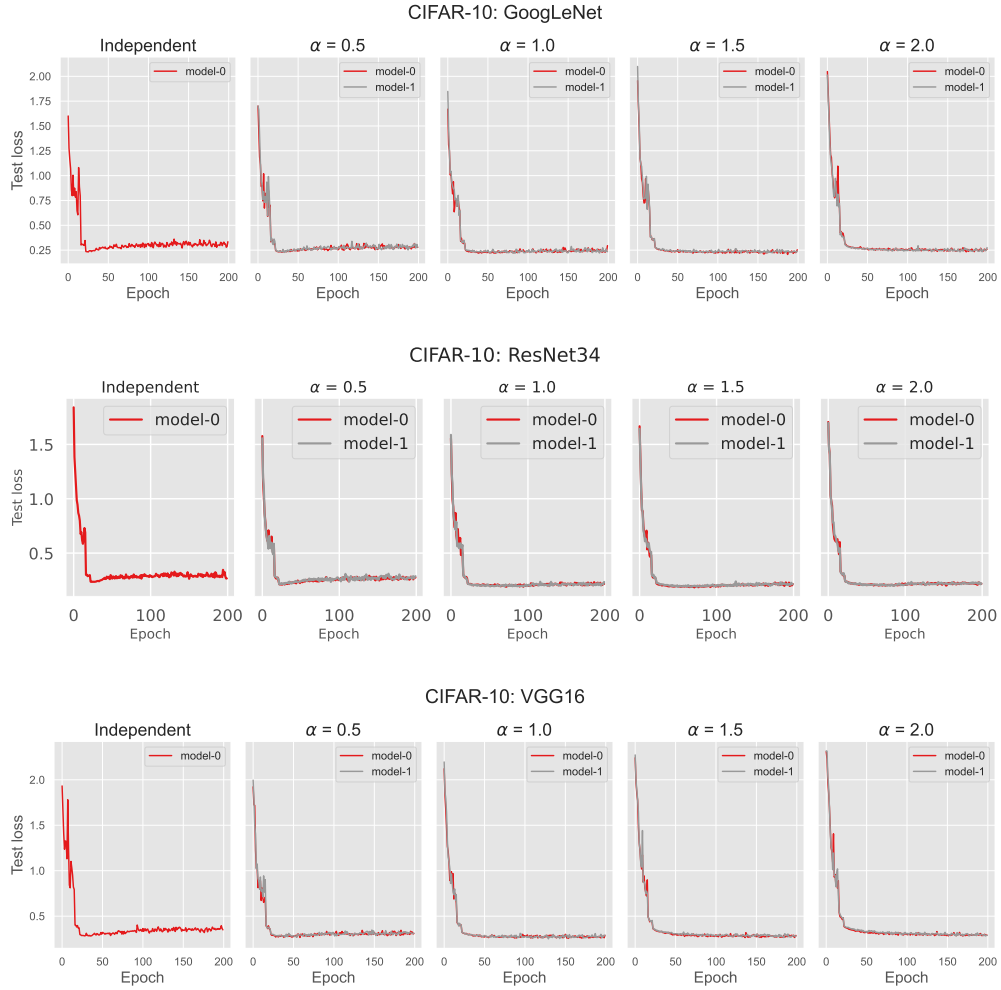 CIFAR-10: GoogLeNet
Independent
α = 0.5
α = 1.0
α = 1.5
α = 2.0
model-0
model-0
model-1
model-0
model-1
model-0
model-1
model-0
model-1
Test loss
2.00
1.75
1.50
1.25
1.00
0.75
0.50
0.25
0 50 100 150 200
0 50 100 150 200
0 50 100 150 200
0 50 100 150 200
0 50 100 150 200
Epoch
Epoch
Epoch
Epoch
Epoch
CIFAR-10: ResNet34
Independent
α = 0.5
α = 1.0
α = 1.5
α = 2.0
model-0
model-0
model-1
model-0
model-1
model-0
model-1
model-0
model-1
Test loss
1.5
1.0
0.5
0 100 200
0 100 200
0 100 200
0 100 200
0 100 200
Epoch
Epoch
Epoch
Epoch
Epoch
CIFAR-10: VGG16
Independent
α = 0.5
α = 1.0
α = 1.5
α = 2.0
model-0
model-0
model-1
model-0
model-1
model-0
model-1
model-0
model-1
Test loss
2.0
1.5
1.0
0.5
0 50 100 150 200
0 50 100 150 200
0 50 100 150 200
0 50 100 150 200
0 50 100 150 200
Epoch
Epoch
Epoch
Epoch
Epoch